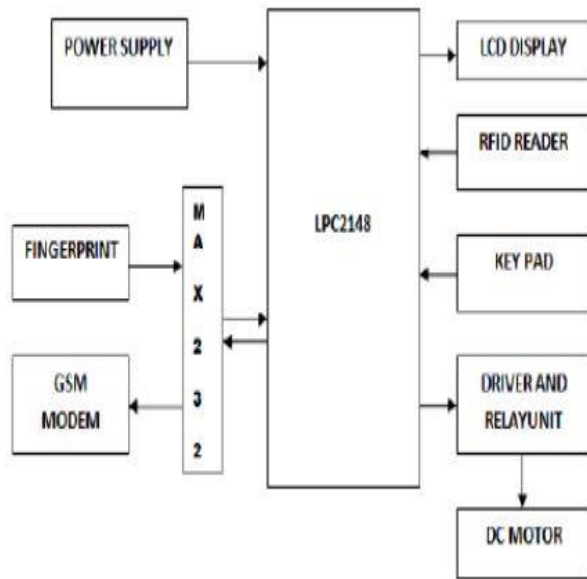 POWER SUPPLY
LCD DISPLAY
RFID READER
LPC2148
M
A
X
2
3
2
FINGERPRINT
KEY PAD
GSM
MODEM
DRIVER AND
RELAYUNIT
DC MOTOR